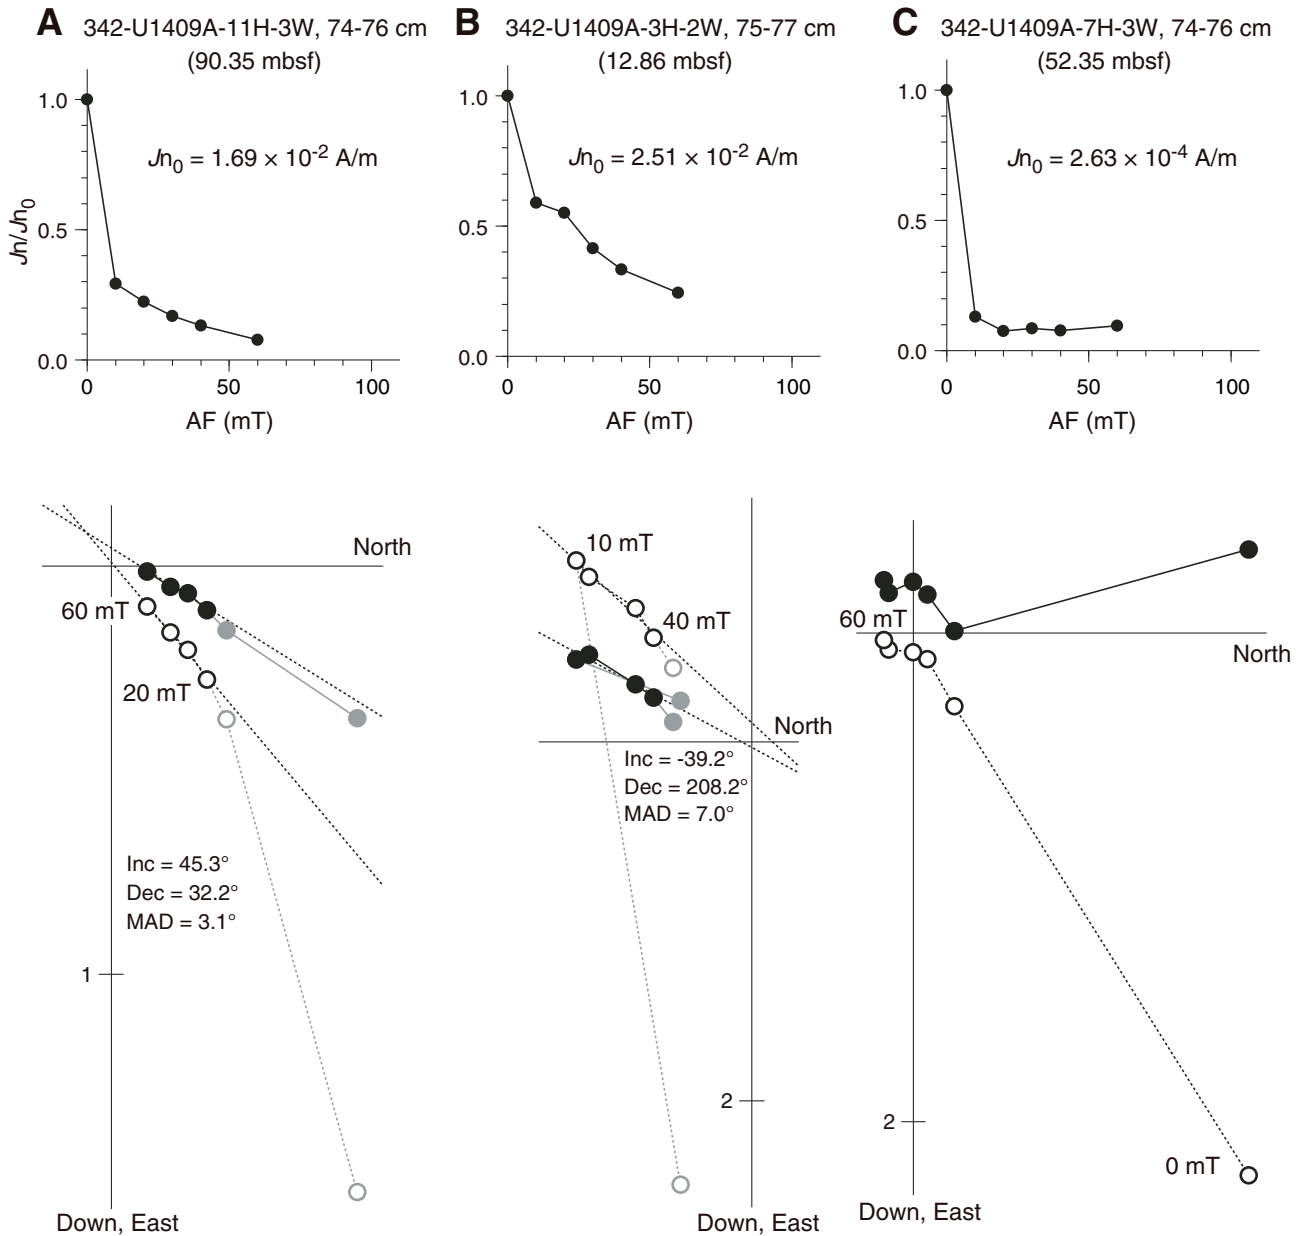 A 342-U1409A-11H-3W, 74-76 cm
(90.35 mbsf)
1.0
0.5
0.0
Jn/Jn0
Jn0 = 1.69 × 10-2 A/m
0 50 100
AF (mT)
B 342-U1409A-3H-2W, 75-77 cm
(12.86 mbsf)
1.0
0.5
0.0
Jn0 = 2.51 × 10-2 A/m
0 50 100
AF (mT)
C 342-U1409A-7H-3W, 74-76 cm
(52.35 mbsf)
1.0
0.5
0.0
Jn0 = 2.63 × 10-4 A/m
0 50 100
AF (mT)
North
60 mT
20 mT
Inc = 45.3°
Dec = 32.2°
MAD = 3.1°
1
Down, East
10 mT
40 mT
North
Inc = -39.2°
Dec = 208.2°
MAD = 7.0°
2
Down, East
60 mT
North
2
0 mT
Down, East